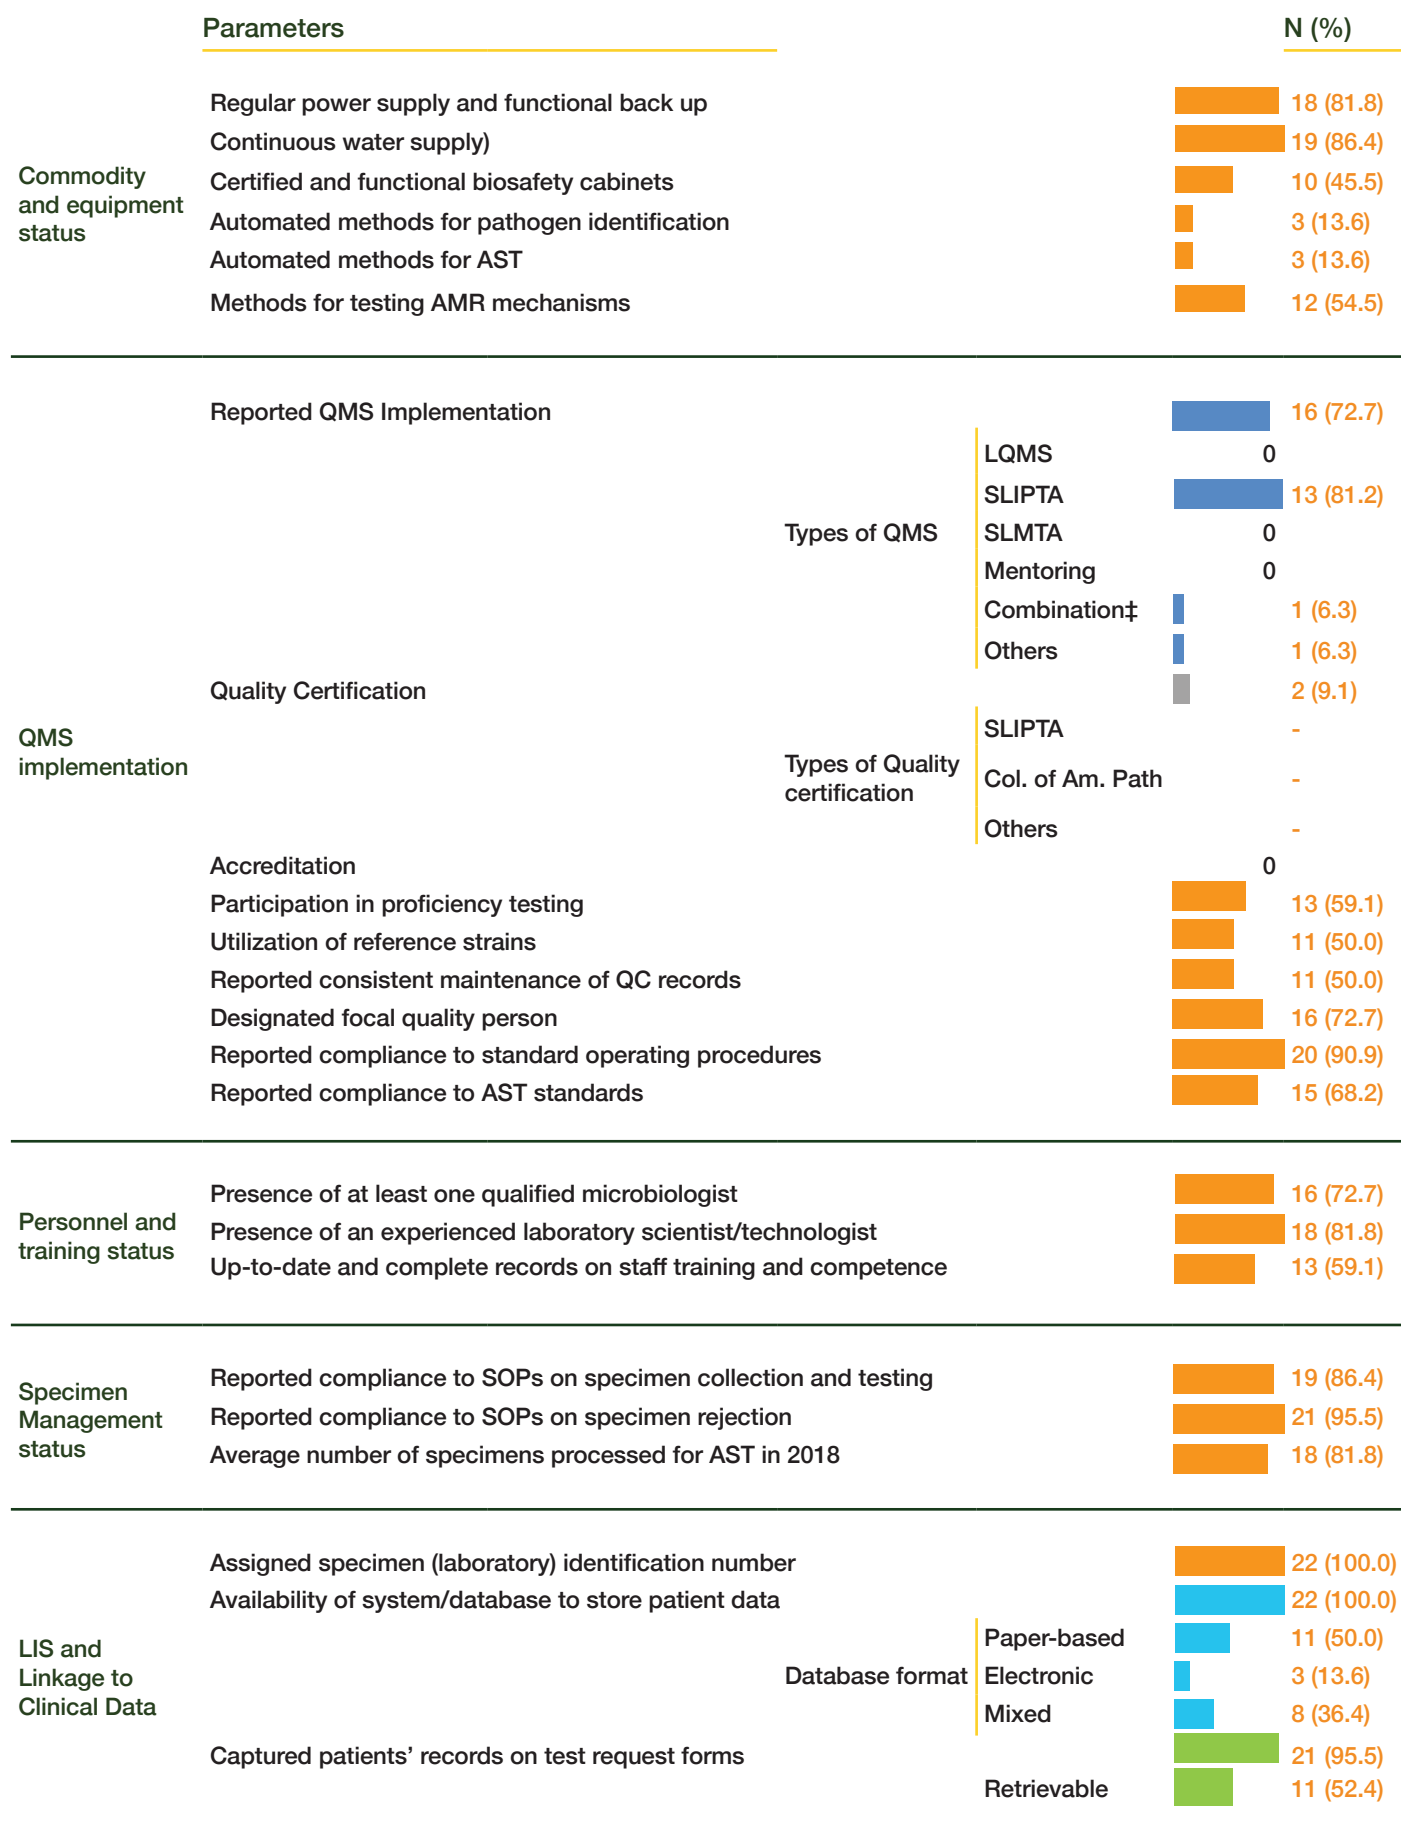 Parameters N (%)
Commodity
and equipment
status
Regular power supply and functional back up 18 (81.8)
Continuous water supply) 19 (86.4)
Certified and functional biosafety cabinets 10 (45.5)
Automated methods for pathogen identification 3 (13.6)
Automated methods for AST 3 (13.6)
Methods for testing AMR mechanisms 12 (54.5)
QMS
implementation
Reported QMS Implementation 16 (72.7)
Types of QMS
LQMS 0
SLIPTA 13 (81.2)
SLMTA 0
Mentoring 0
Combination‡ 1 (6.3)
Others 1 (6.3)
Quality Certification 2 (9.1)
Types of Quality
certification
SLIPTA -
Col. of Am. Path -
Others -
Accreditation 0
Participation in proficiency testing 13 (59.1)
Utilization of reference strains 11 (50.0)
Reported consistent maintenance of QC records 11 (50.0)
Designated focal quality person 16 (72.7)
Reported compliance to standard operating procedures 20 (90.9)
Reported compliance to AST standards 15 (68.2)
Personnel and
training status
Presence of at least one qualified microbiologist 16 (72.7)
Presence of an experienced laboratory scientist/technologist 18 (81.8)
Up-to-date and complete records on staff training and competence 13 (59.1)
Specimen
Management
status
Reported compliance to SOPs on specimen collection and testing 19 (86.4)
Reported compliance to SOPs on specimen rejection 21 (95.5)
Average number of specimens processed for AST in 2018 18 (81.8)
LIS and
Linkage to
Clinical Data
Assigned specimen (laboratory) identification number 22 (100.0)
Availability of system/database to store patient data 22 (100.0)
Database format
Paper-based 11 (50.0)
Electronic 3 (13.6)
Mixed 8 (36.4)
Captured patients’ records on test request forms 21 (95.5)
Retrievable 11 (52.4)